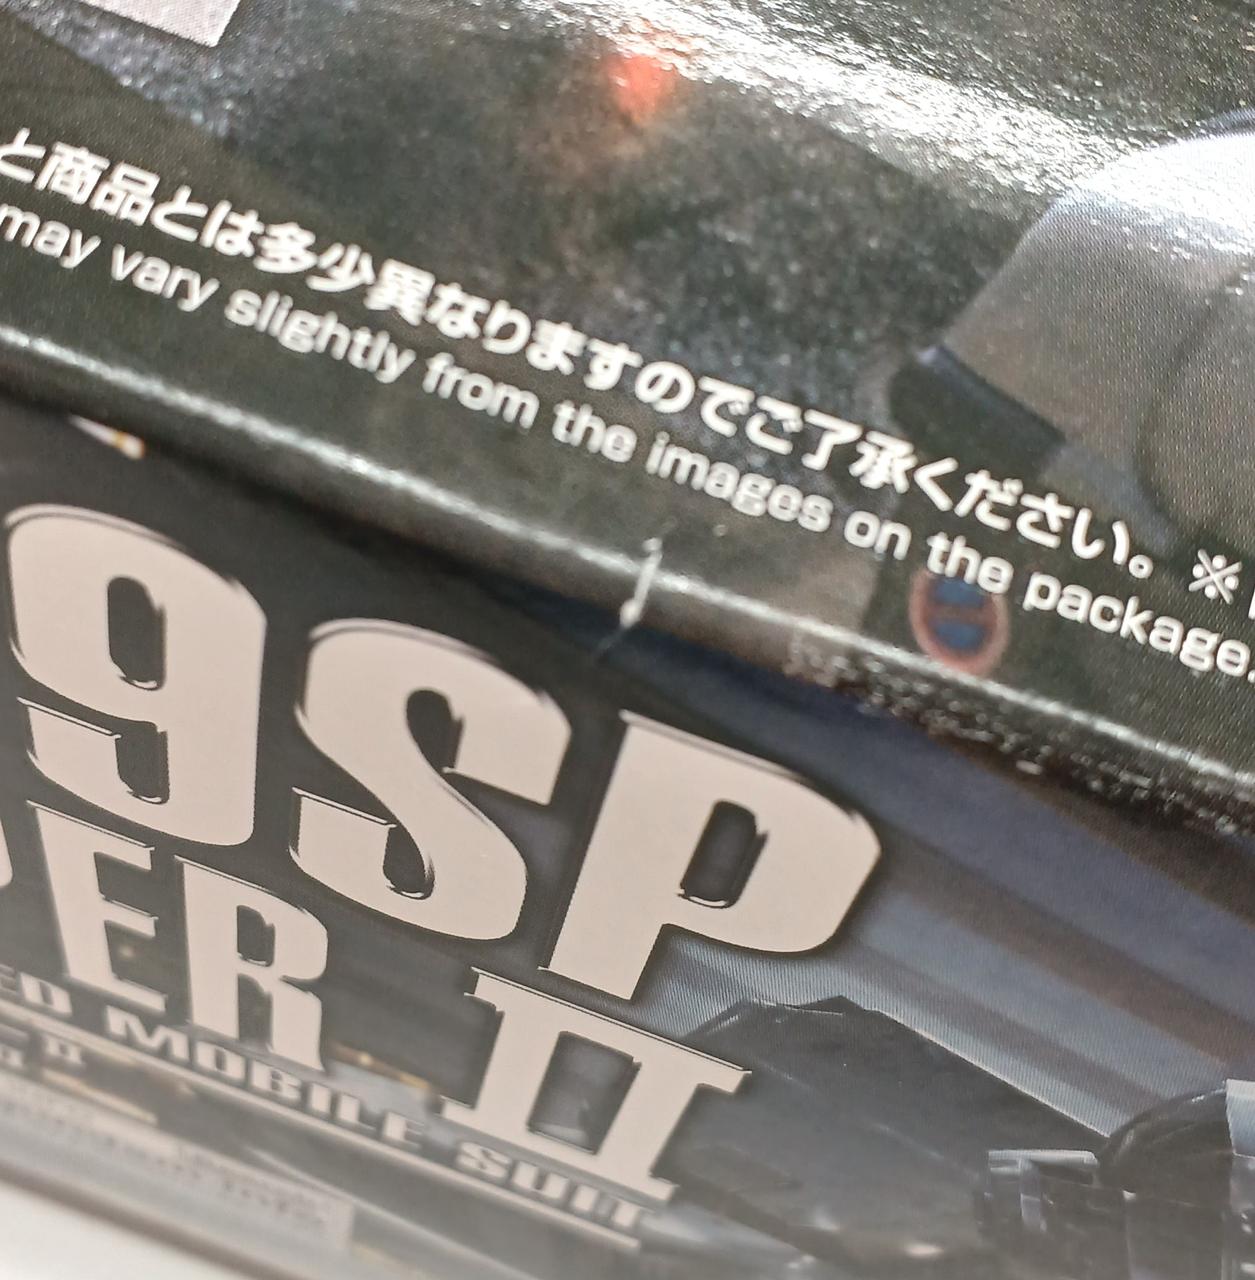 と商品とは多少異なりますのでご了承ください。※
may vary slightly from the images on the package.
9SP
ER II
ED MOBILE SUIT